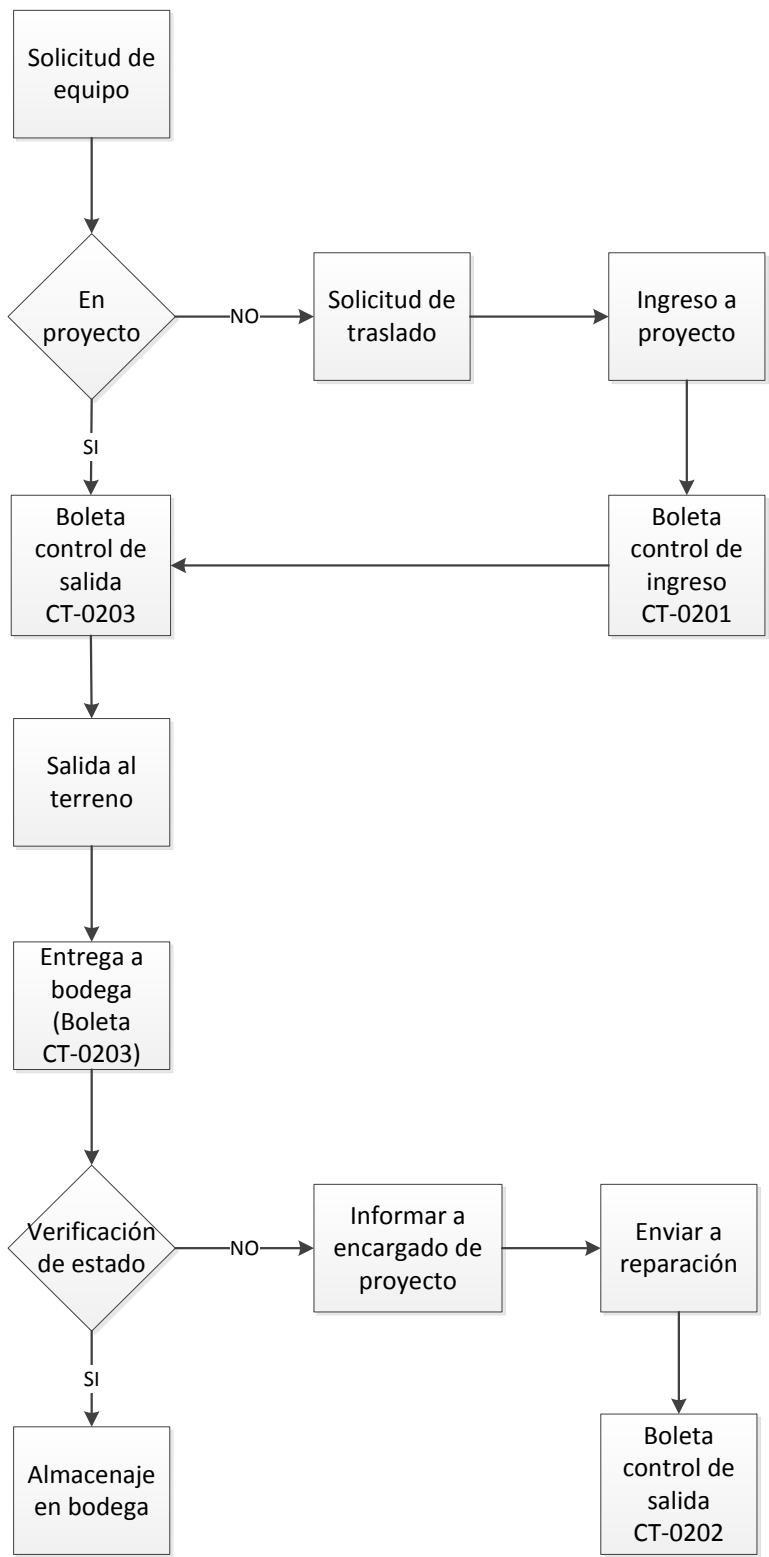 Solicitud de
equipo
En
proyecto
NO
Solicitud de
traslado
Ingreso a
proyecto
SI
Boleta
control de
salida
CT-0203
Boleta
control de
ingreso
CT-0201
Salida al
terreno
Entrega a
bodega
(Boleta
CT-0203)
Verificación
de estado
NO
Informar a
encargado de
proyecto
Enviar a
reparación
SI
Almacenaje
en bodega
Boleta
control de
salida
CT-0202